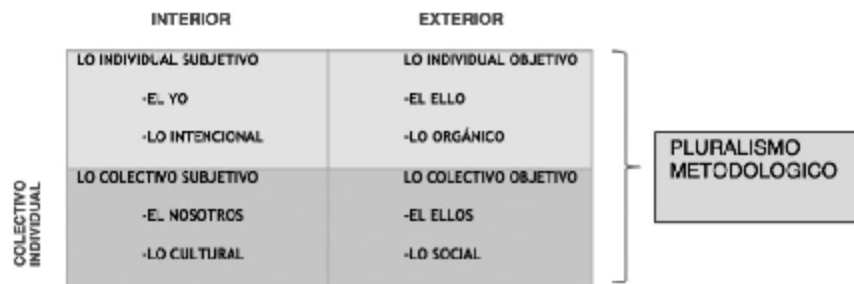 INTERIOR EXTERIOR
LO INDIVIDUAL SUBJETIVO
-EL YO
-LO INTENCIONAL
LO INDIVIDUAL OBJETIVO
-EL ELLO
-LO ORGÁNICO
LO COLECTIVO SUBJETIVO
-EL NOSOTROS
-LO CULTURAL
LO COLECTIVO OBJETIVO
-EL ELLOS
-LO SOCIAL
COLECTIVO
INDIVIDUAL
PLURALISMO
METODOLOGICO